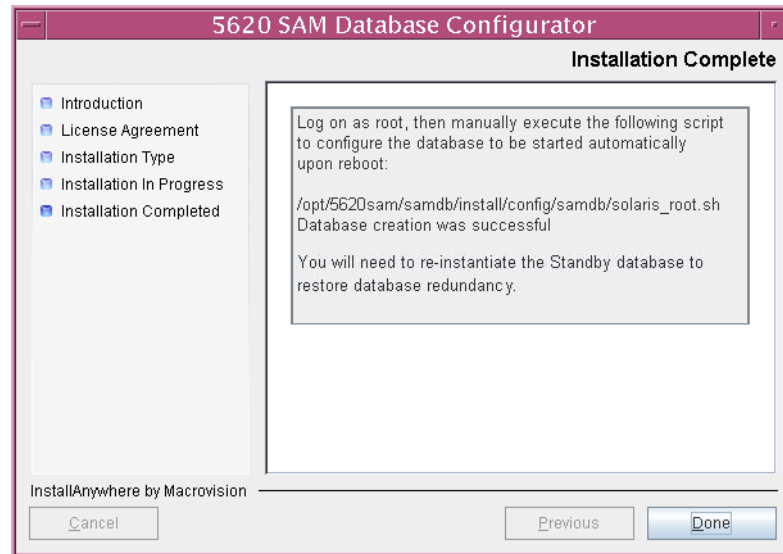 5620 SAM Database Configurator
Installation Complete
Introduction
License Agreement
Installation Type
Installation In Progress
Installation Completed
Log on as root, then manually execute the following script
to configure the database to be started automatically
upon reboot:
/opt/5620sam/samdb/install/config/samdb/solaris_root.sh
Database creation was successful
You will need to re-instantiate the Standby database to
restore database redundancy.
InstallAnywhere by Macrovision
Cancel
Previous
Done